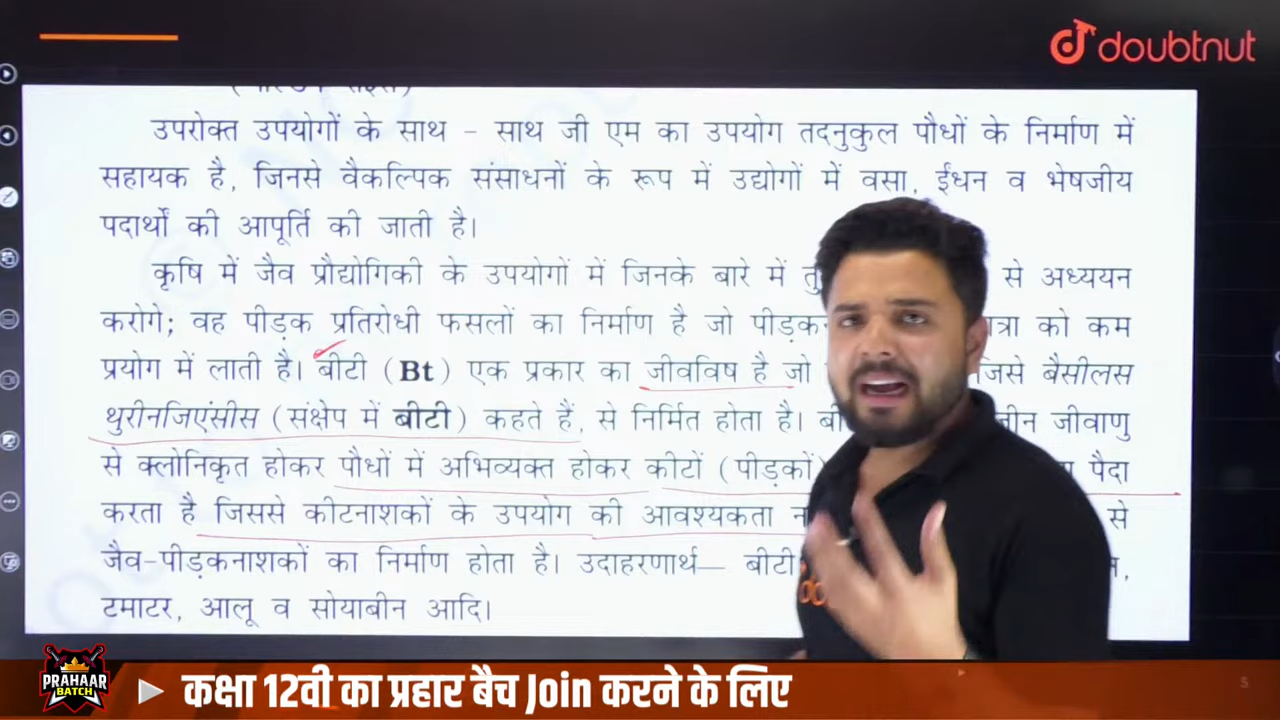 doubtnut
उपरोक्त उपयोगों के साथ - साथ जी एम का उपयोग तदनुकुल पौधों के निर्माण में
सहायक है, जिनसे वैकल्पिक संसाधनों के रूप में उद्योगों में वसा, ईंधन व भेषजीय
पदार्थों की आपूर्ति की जाती है।
कृषि में जैव प्रौद्योगिकी के उपयोगों में जिनके बारे में से अध्ययन
करोगे; वह पीड़क प्रतिरोधी फसलों का निर्माण है जो को कम
प्रयोग में लाती है। बीटी (Bt) एक प्रकार का जीवविष है जो जिसे बैसीलस
थुरीनजिएंसीस (संक्षेप में बीटी) कहते हैं, से निर्मित होता है। जीवाणु
से क्लोनिकृत होकर पौधों में अभिव्यक्त होकर कीटों (पीड़कों) पैदा
करता है जिससे कीटनाशकों के उपयोग की आवश्यकता से
जैव-पीड़कनाशकों का निर्माण होता है। उदाहरणार्थ— बीटी
टमाटर, आलू व सोयाबीन आदि।
PRAHAAR
BATCH
कक्षा 12वी का प्रहार बैच Join करने के लिए
5